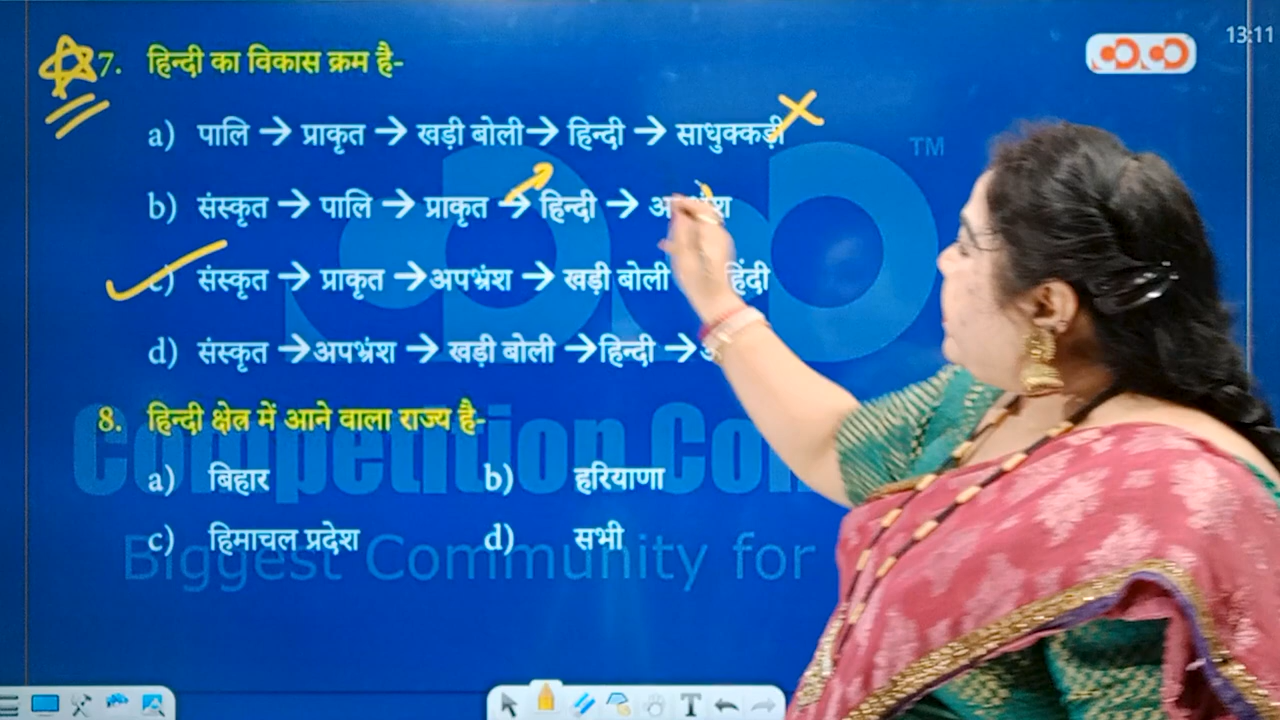 13:11
7. हिन्दी का विकास क्रम है-
a) पालि → प्राकृत → खड़ी बोली → हिन्दी → साधुक्कड़ी
TM
b) संस्कृत → पालि → प्राकृत → हिन्दी →
संस्कृत → प्राकृत → अपभ्रंश → खड़ी बोली हिंदी
d) संस्कृत → अपभ्रंश → खड़ी बोली → हिन्दी →
8. हिन्दी क्षेत्र में आने वाला राज्य है-
Competition
a) बिहार b) हरियाणा
c) हिमाचल प्रदेश d) सभी
Biggest Community for
T